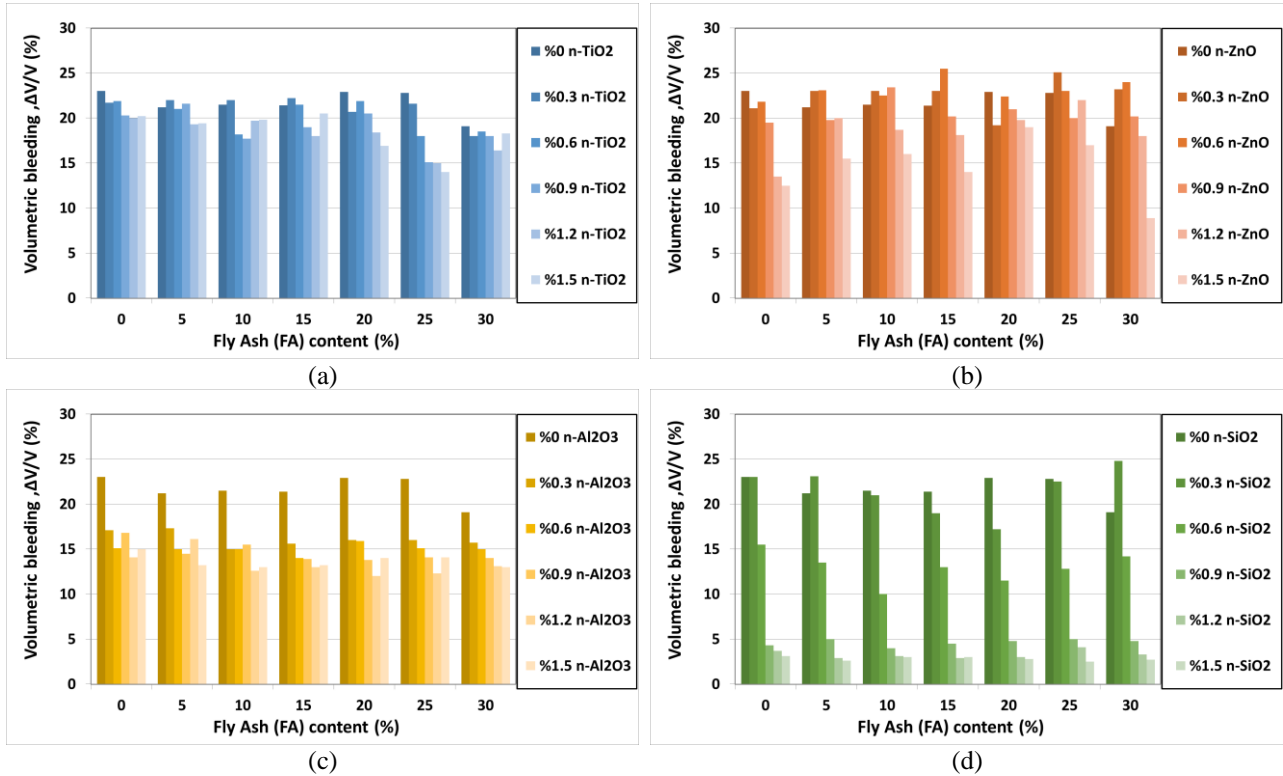 30
25
20
15
10
5
0
Volumetric bleeding ,ΔV/V (%)
0 5 10 15 20 25 30
Fly Ash (FA) content (%)
%0 n-TiO2
%0.3 n-TiO2
%0.6 n-TiO2
%0.9 n-TiO2
%1.2 n-TiO2
%1.5 n-TiO2
(a)
30
25
20
15
10
5
0
Volumetric bleeding ,ΔV/V (%)
0 5 10 15 20 25 30
Fly Ash (FA) content (%)
%0 n-ZnO
%0.3 n-ZnO
%0.6 n-ZnO
%0.9 n-ZnO
%1.2 n-ZnO
%1.5 n-ZnO
(b)
30
25
20
15
10
5
0
Volumetric bleeding ,ΔV/V (%)
0 5 10 15 20 25 30
Fly Ash (FA) content (%)
%0 n-Al2O3
%0.3 n-Al2O3
%0.6 n-Al2O3
%0.9 n-Al2O3
%1.2 n-Al2O3
%1.5 n-Al2O3
(c)
30
25
20
15
10
5
0
Volumetric bleeding ,ΔV/V (%)
0 5 10 15 20 25 30
Fly Ash (FA) content (%)
%0 n-SiO2
%0.3 n-SiO2
%0.6 n-SiO2
%0.9 n-SiO2
%1.2 n-SiO2
%1.5 n-SiO2
(d)